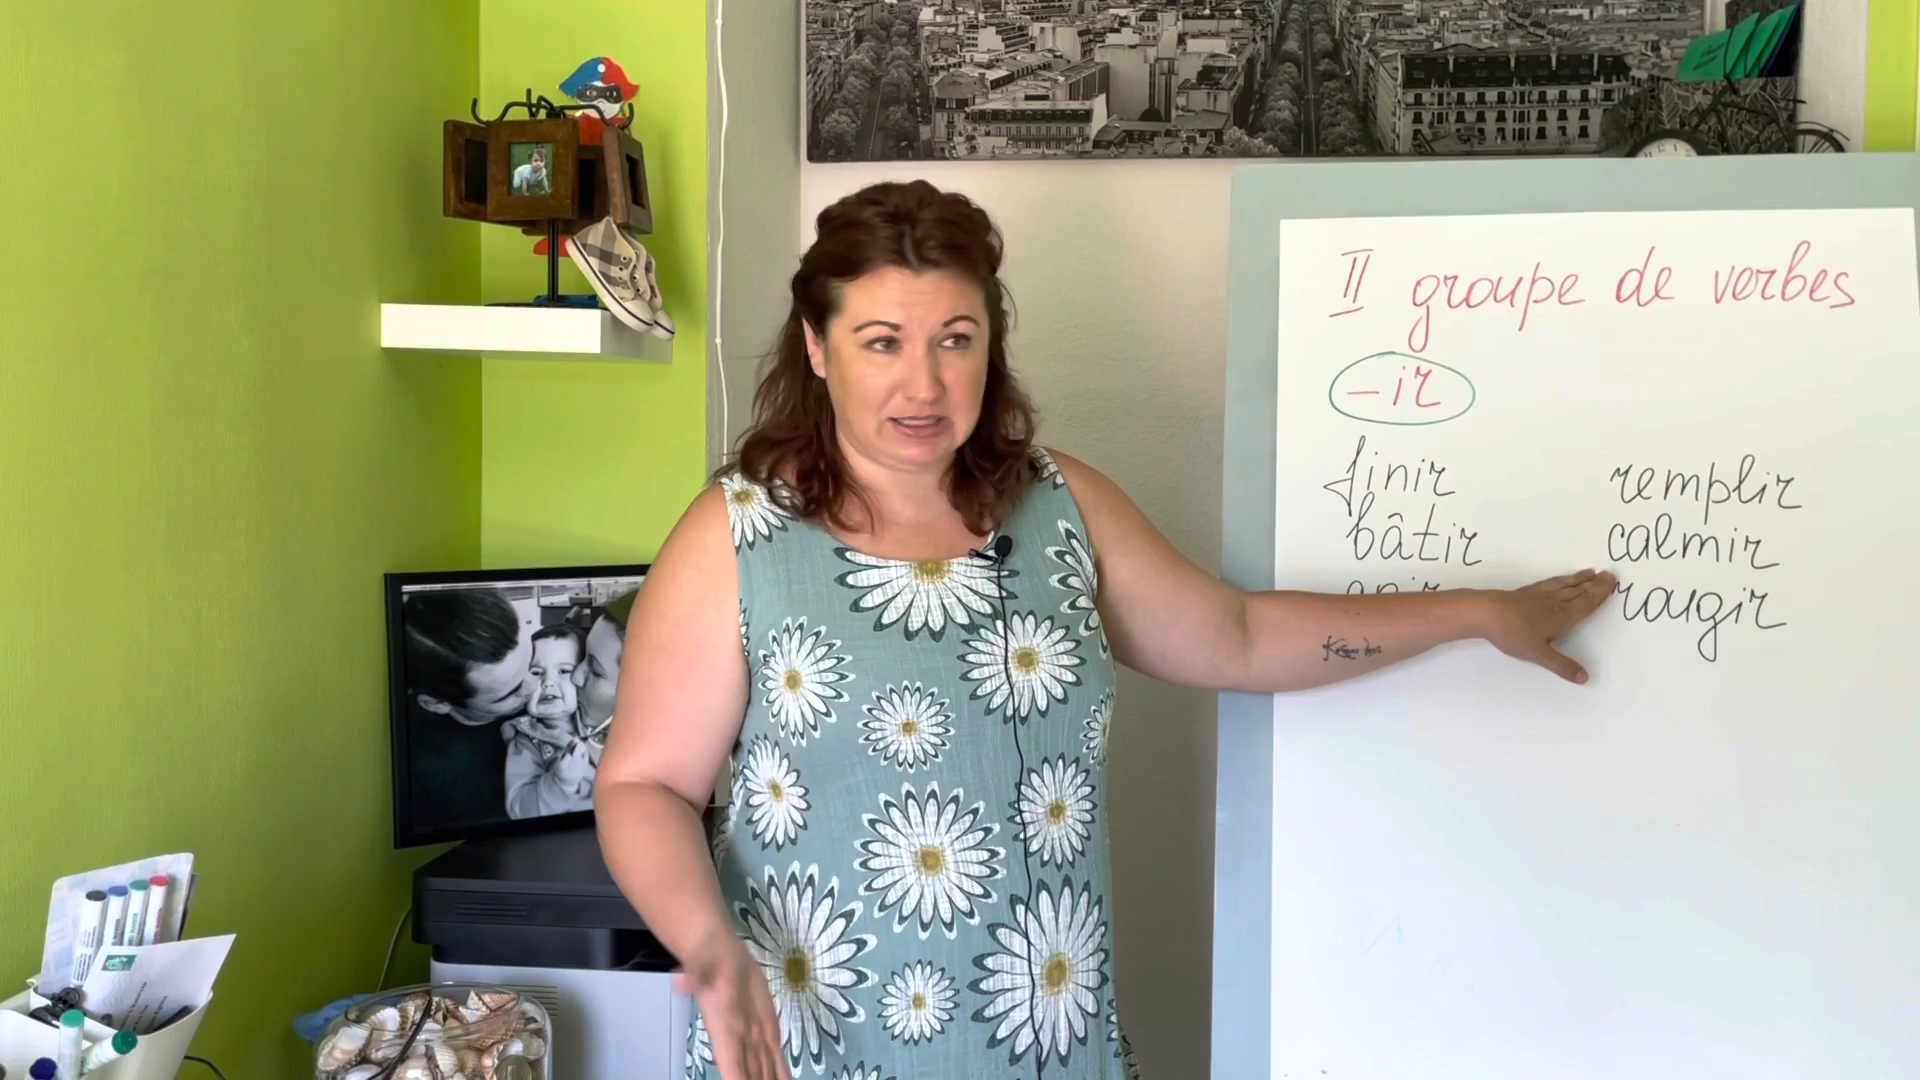 II groupe de verbes
-ir
finir
bâtir
remplir
calmir
rougir